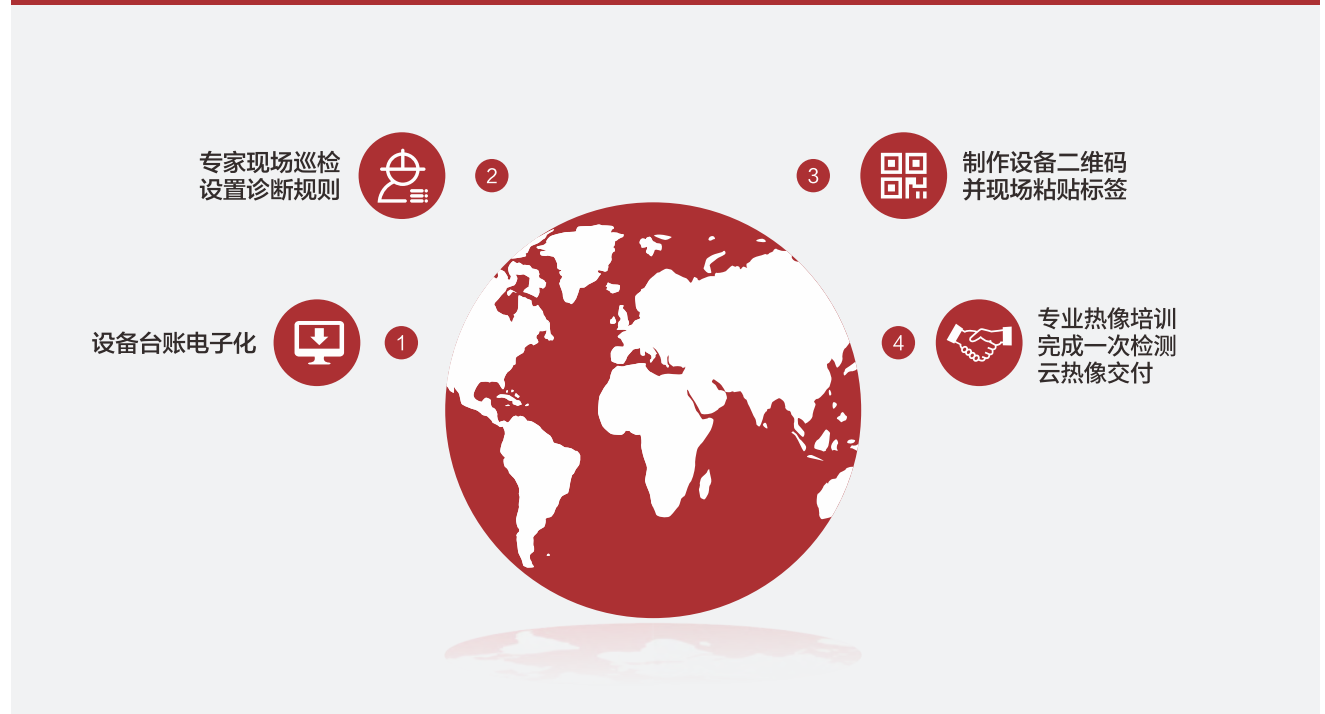 专家现场巡检
设置诊断规则
2
3
制作设备二维码
并现场粘贴标签
设备台账电子化
1
4
专业热像培训
完成一次检测
云热像交付